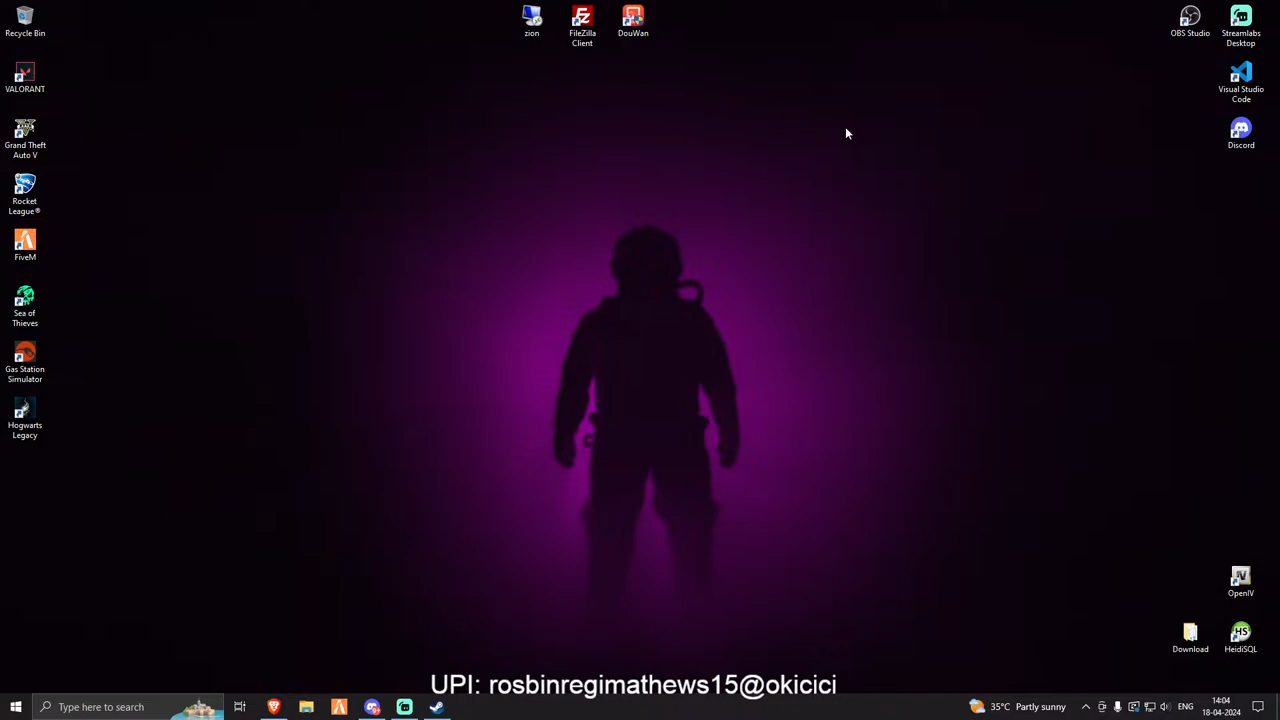 Recycle Bin
VALORANT
Grand Theft
Auto V
Rocket
League®
FiveM
Sea of
Thieves
Gas Station
Simulator
Hogwarts
Legacy
zion
FileZilla
Client
DouWan
OBS Studio
Streamlabs
Desktop
Visual Studio
Code
Discord
OpenIV
Download
HS
HeidiSQL
UPI: rosbinregimathews15@okicici
Type here to search
35°C Partly sunny
ENG
14:04
18-04-2024